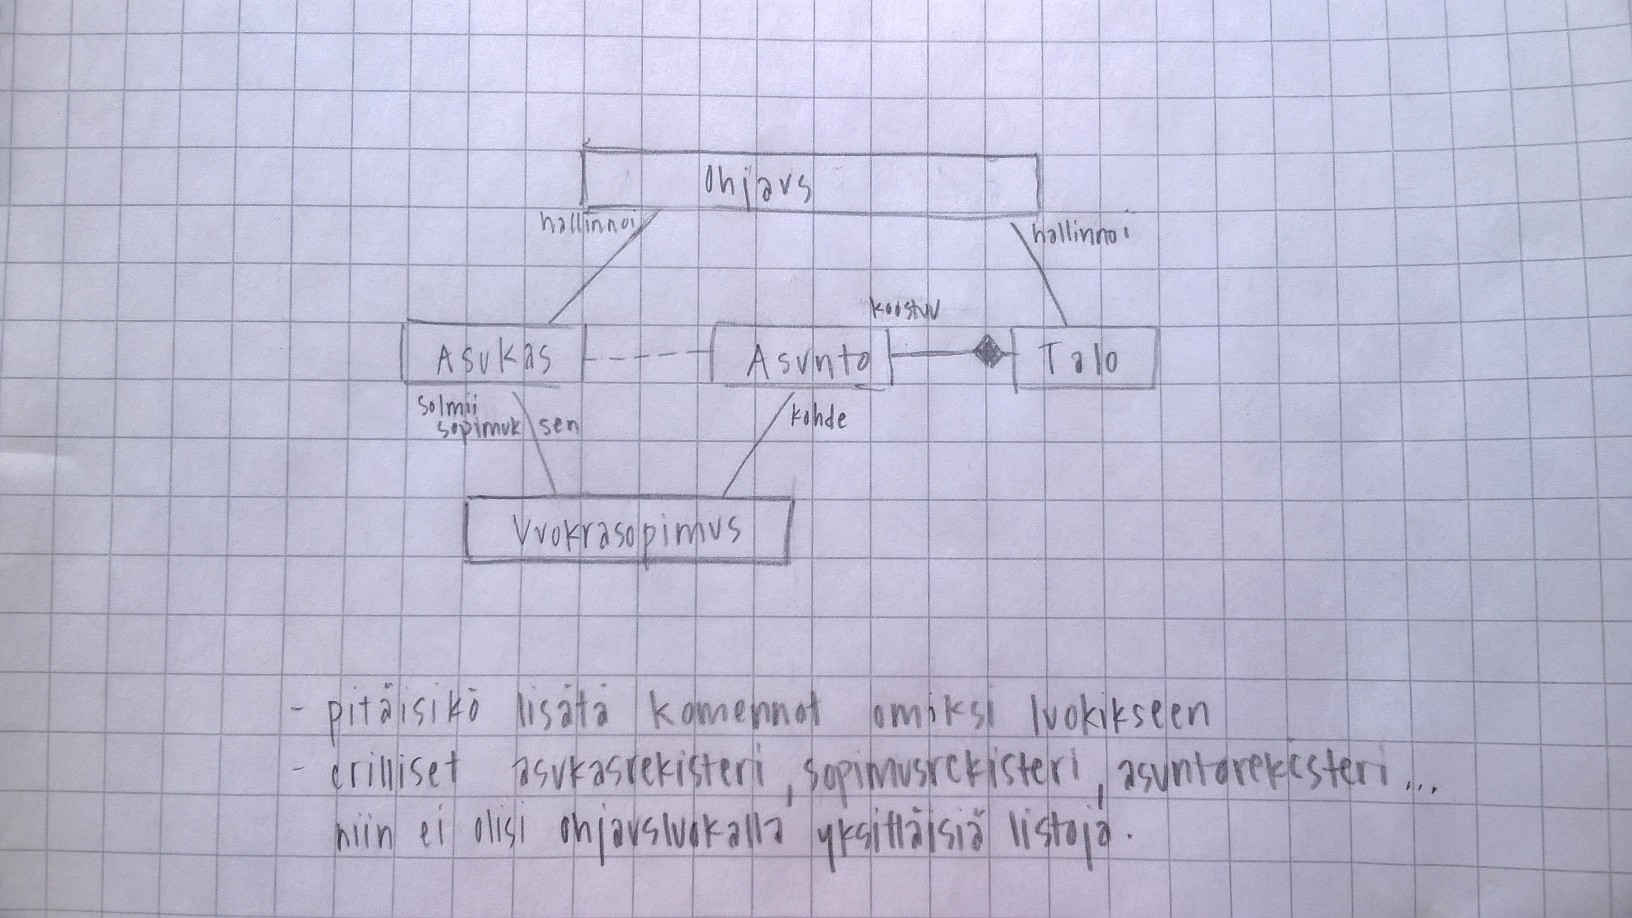 Ohjaus
hallinnoi
hallinnoi
koostuu
Asukas
Asunto
Talo
solmii
sopimuksen
kohde
Vuokrasopimus
- pitäisikö lisätä komennot omiksi luokikseen
- erilliset asukasrekisteri, sopimusrekisteri, asuntorekisteri...
niin ei olisi ohjausluokalla yksittäisiä listoja.